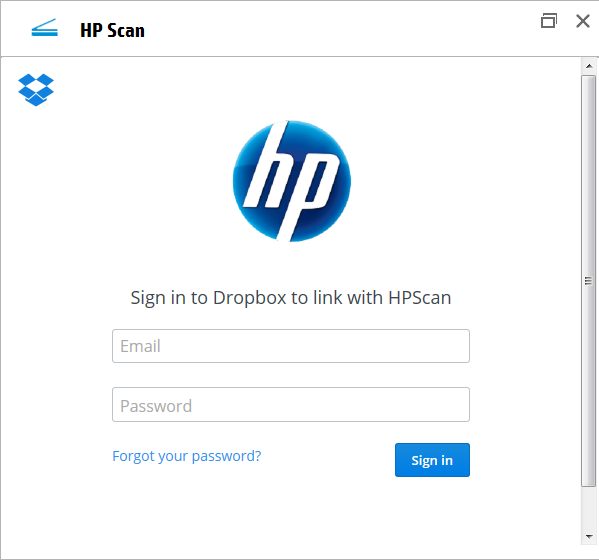 HP Scan
hp
Sign in to Dropbox to link with HPScan
Email
Password
Forgot your password?
Sign in